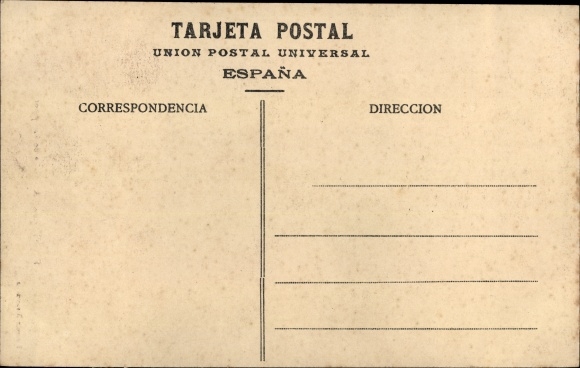 TARJETA POSTAL
UNION POSTAL UNIVERSAL
ESPAÑA
CORRESPONDENCIA
DIRECCION